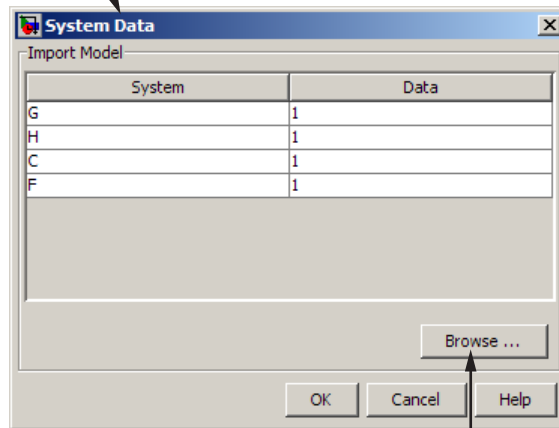 System Data
Import Model
System Data
G 1
H 1
C 1
F 1
Browse ...
OK Cancel Help